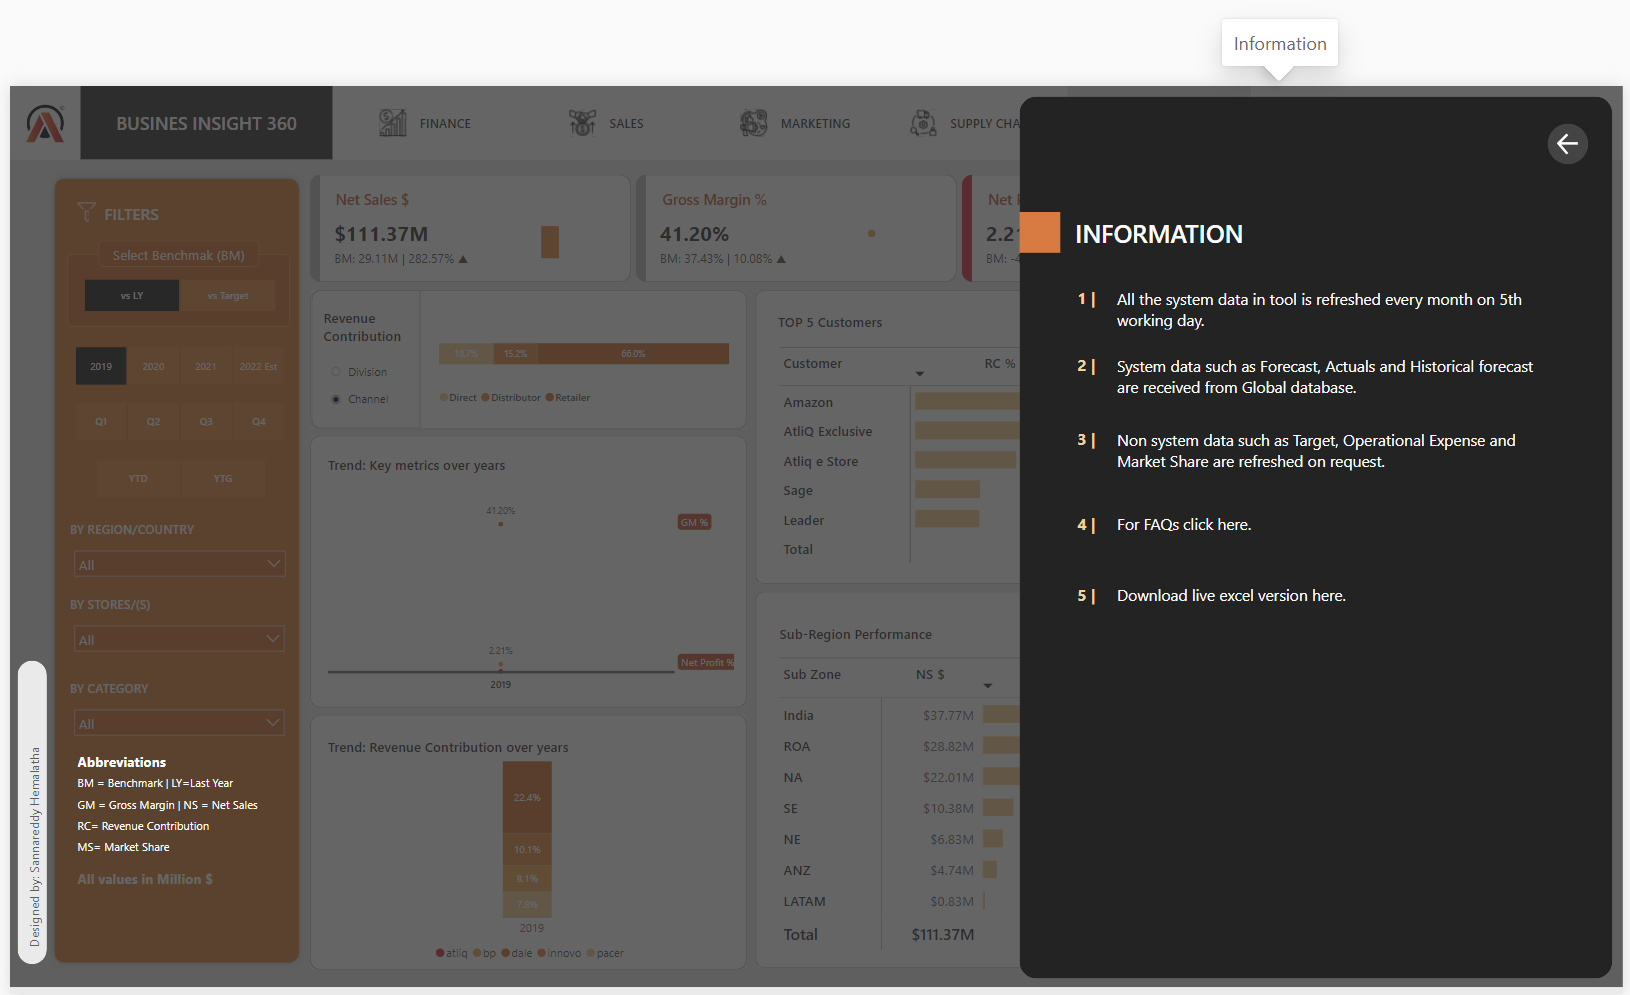 Information
BUSINES INSIGHT 360
FINANCE
SALES
MARKETING
SUPPLY CHA
FILTERS
Select Benchmak (BM)
vs LY
vs Target
2019
2020
2021
2022 Est
Q1
Q2
Q3
Q4
YTD
YTG
BY REGION/COUNTRY
All
BY STORES/(S)
All
BY CATEGORY
All
Abbreviations
BM = Benchmark | LY=Last Year
GM = Gross Margin | NS = Net Sales
RC= Revenue Contribution
MS= Market Share
All values in Million $
Designed by: Sannareddy Hemalatha
Net Sales $
$111.37M
BM: 29.11M | 282.57% ▲
Gross Margin %
41.20%
BM: 37.43% | 10.08% ▲
Net
2.2
BM: -4
Revenue
Contribution
Division
Channel
15.2%
66.0%
Direct
Distributor
Retailer
Trend: Key metrics over years
41.20%
GM %
2.21%
Net Profit %
2019
Trend: Revenue Contribution over years
22.4%
10.1%
8.1%
7.8%
2019
atliq
bp
dale
innovo
pacer
TOP 5 Customers
Customer
RC %
Amazon
AtliQ Exclusive
Atliq e Store
Sage
Leader
Total
Sub-Region Performance
Sub Zone
NS $
India $37.77M
ROA $28.82M
NA $22.01M
SE $10.38M
NE $6.83M
ANZ $4.74M
LATAM $0.83M
Total $111.37M
INFORMATION
1 | All the system data in tool is refreshed every month on 5th
working day.
2 | System data such as Forecast, Actuals and Historical forecast
are received from Global database.
3 | Non system data such as Target, Operational Expense and
Market Share are refreshed on request.
4 | For FAQs click here.
5 | Download live excel version here.